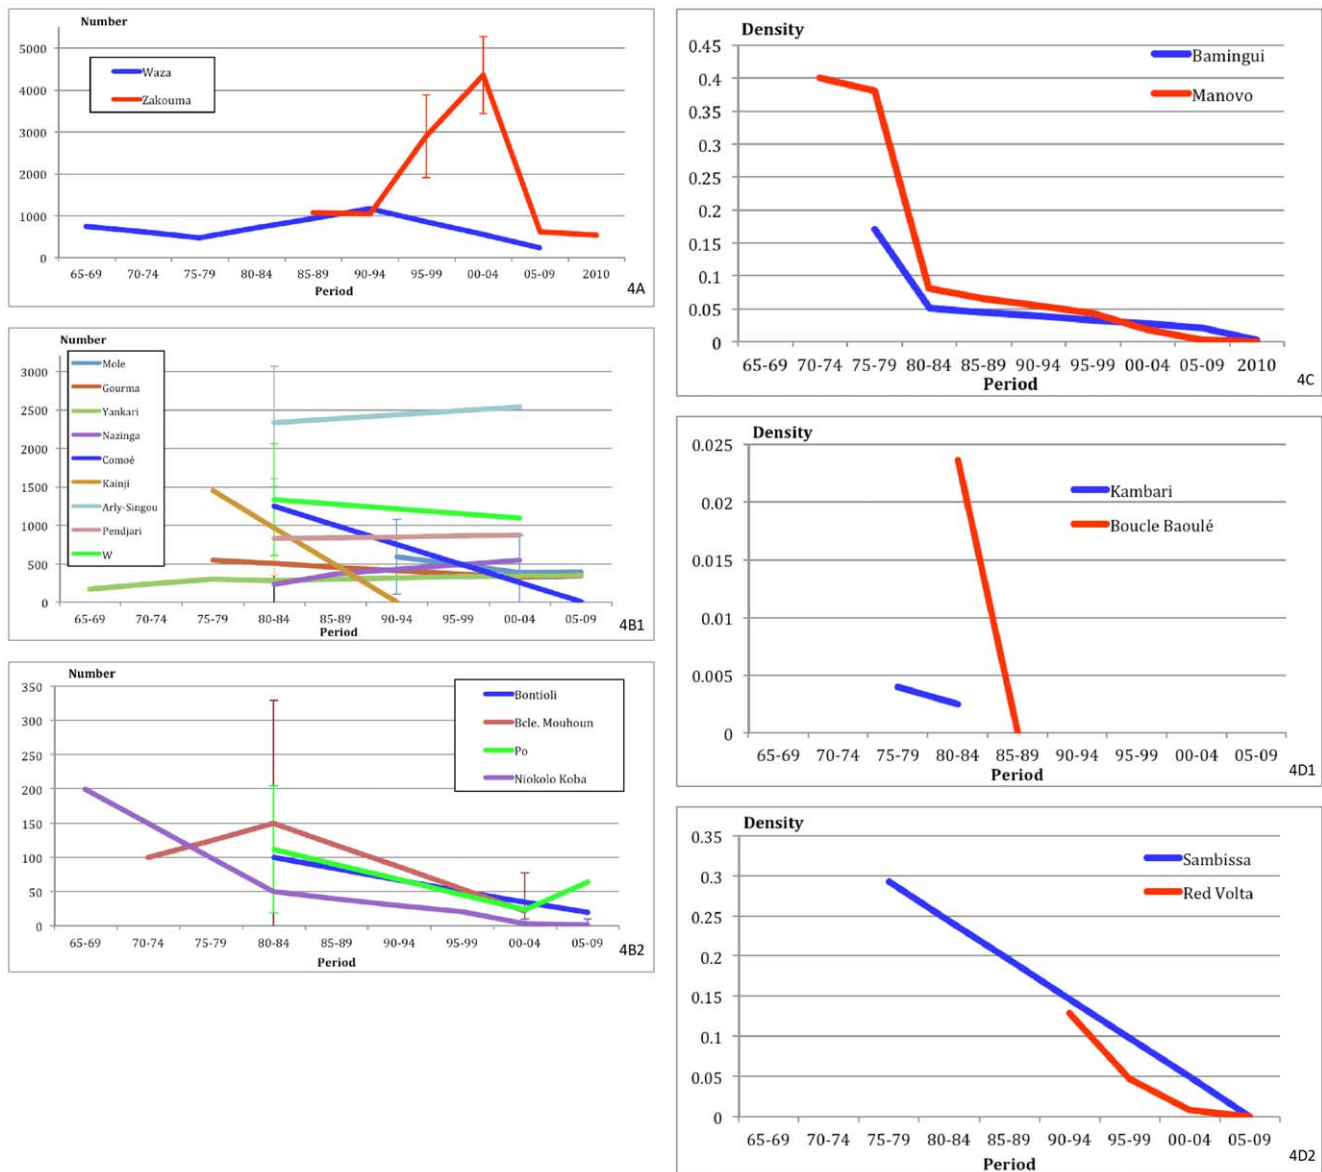 Number
5000
4000
3000
2000
1000
0
Waza
Zakouma
65-69 70-74 75-79 80-84 85-89 90-94 95-99 00-04 05-09 2010
Period
4A
Number
3000
2500
2000
1500
1000
500
0
Mole
Gourma
Yankari
Nazinga
Comoé
Kainji
Arly-Singou
Pendjari
W
65-69 70-74 75-79 80-84 85-89 90-94 95-99 00-04 05-09
Period
4B1
Number
350
300
250
200
150
100
50
0
Bontioli
Bcle. Mouhoun
Po
Niokolo Koba
65-69 70-74 75-79 80-84 85-89 90-94 95-99 00-04 05-09
Period
4B2
Density
0.45
0.4
0.35
0.3
0.25
0.2
0.15
0.1
0.05
0
Bamingui
Manovo
65-69 70-74 75-79 80-84 85-89 90-94 95-99 00-04 05-09 2010
Period
4C
Density
0.025
0.02
0.015
0.01
0.005
0
Kambari
Boucle Baoulé
65-69 70-74 75-79 80-84 85-89 90-94 95-99 00-04 05-09
Period
4D1
Density
0.35
0.3
0.25
0.2
0.15
0.1
0.05
0
Sambissa
Red Volta
65-69 70-74 75-79 80-84 85-89 90-94 95-99 00-04 05-09
Period
4D2